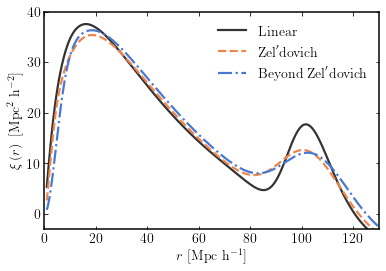 40
30
20
10
0
ξ (r) [Mpc² h⁻²]
Linear
Zel′dovich
Beyond Zel′dovich
0 20 40 60 80 100 120
r [Mpc h⁻¹]